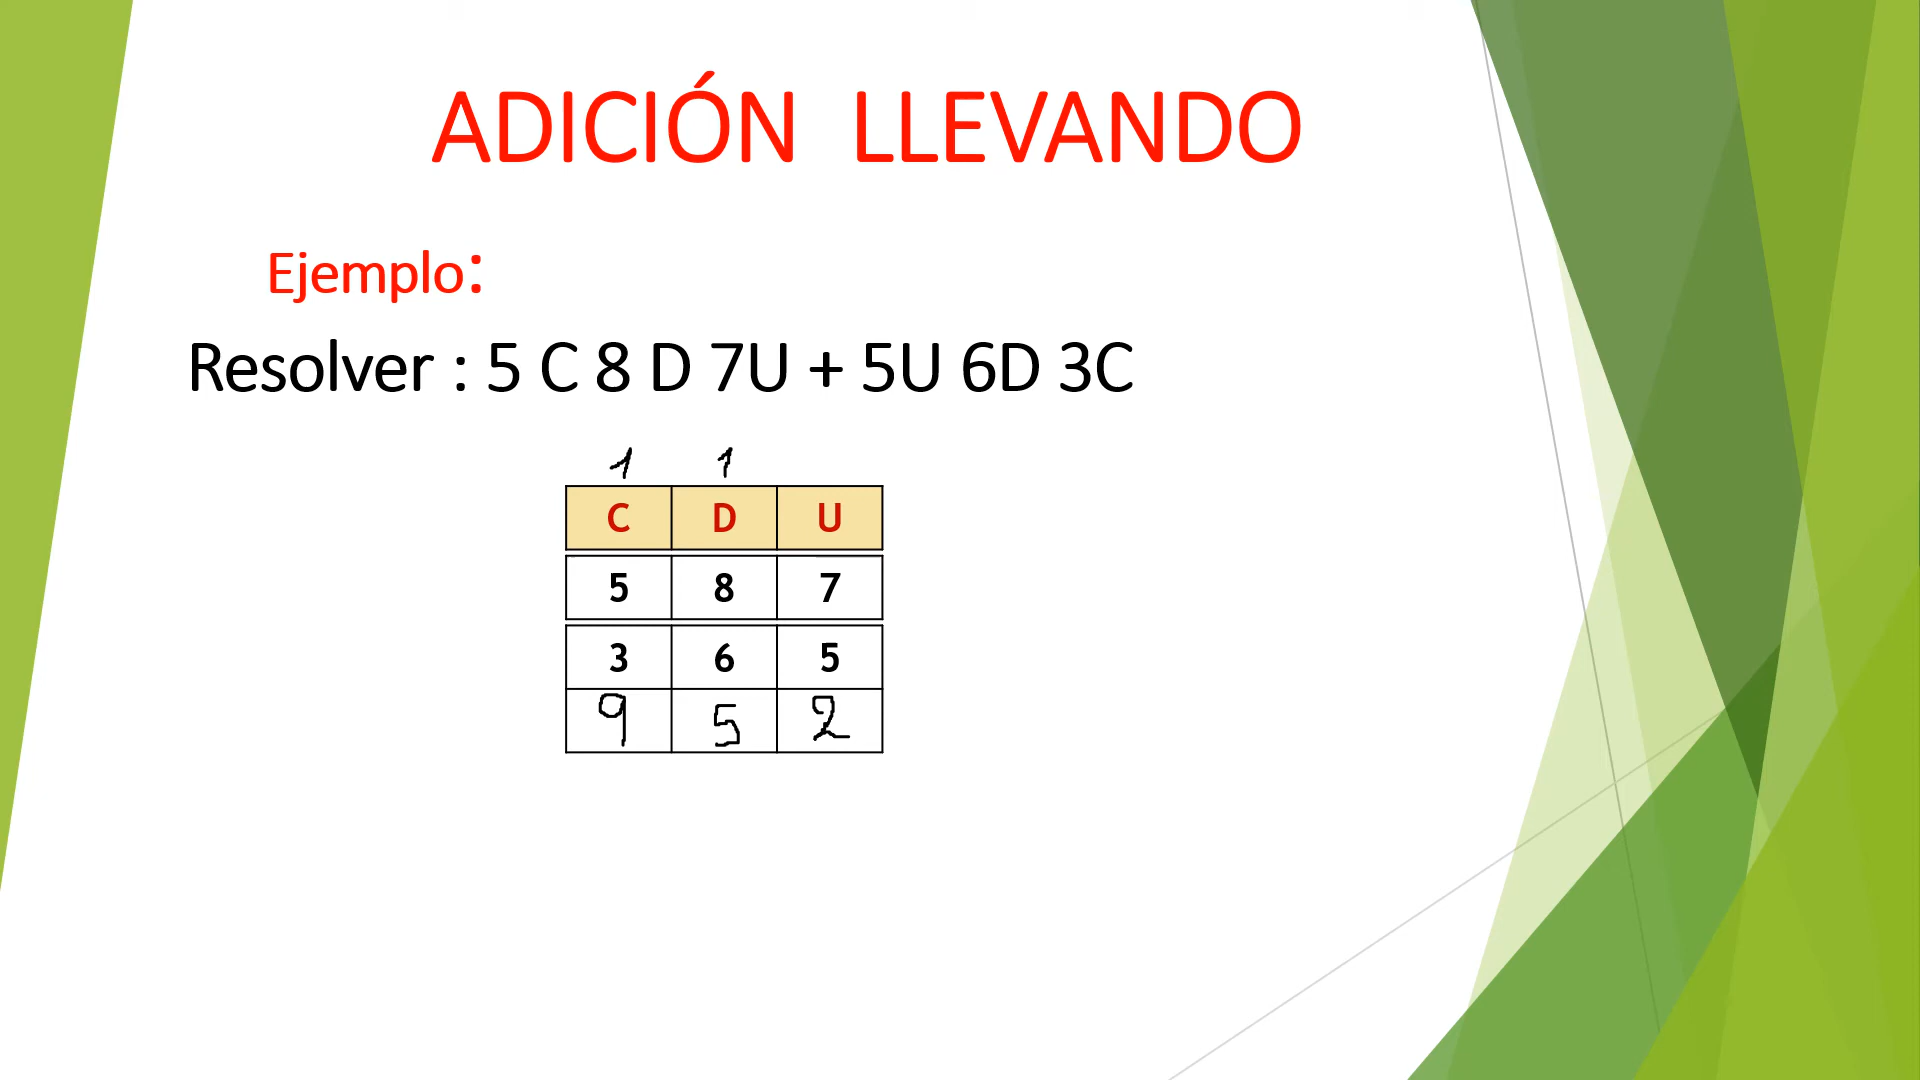 ADICIÓN LLEVANDO
Ejemplo:
Resolver : 5 C 8 D 7U + 5U 6D 3C
1 1
C D U
5 8 7
3 6 5
9 5 2